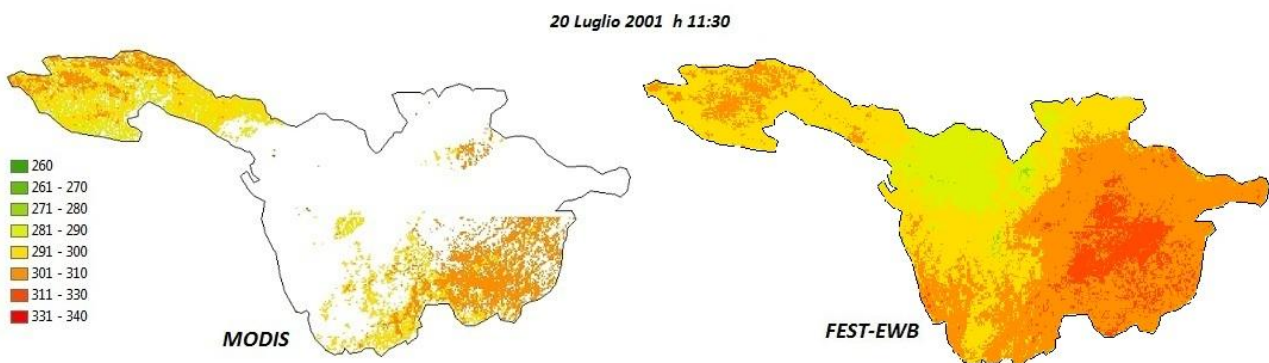 20 Luglio 2001 h 11:30
260
261 - 270
271 - 280
281 - 290
291 - 300
301 - 310
311 - 330
331 - 340
MODIS
FEST-EWB